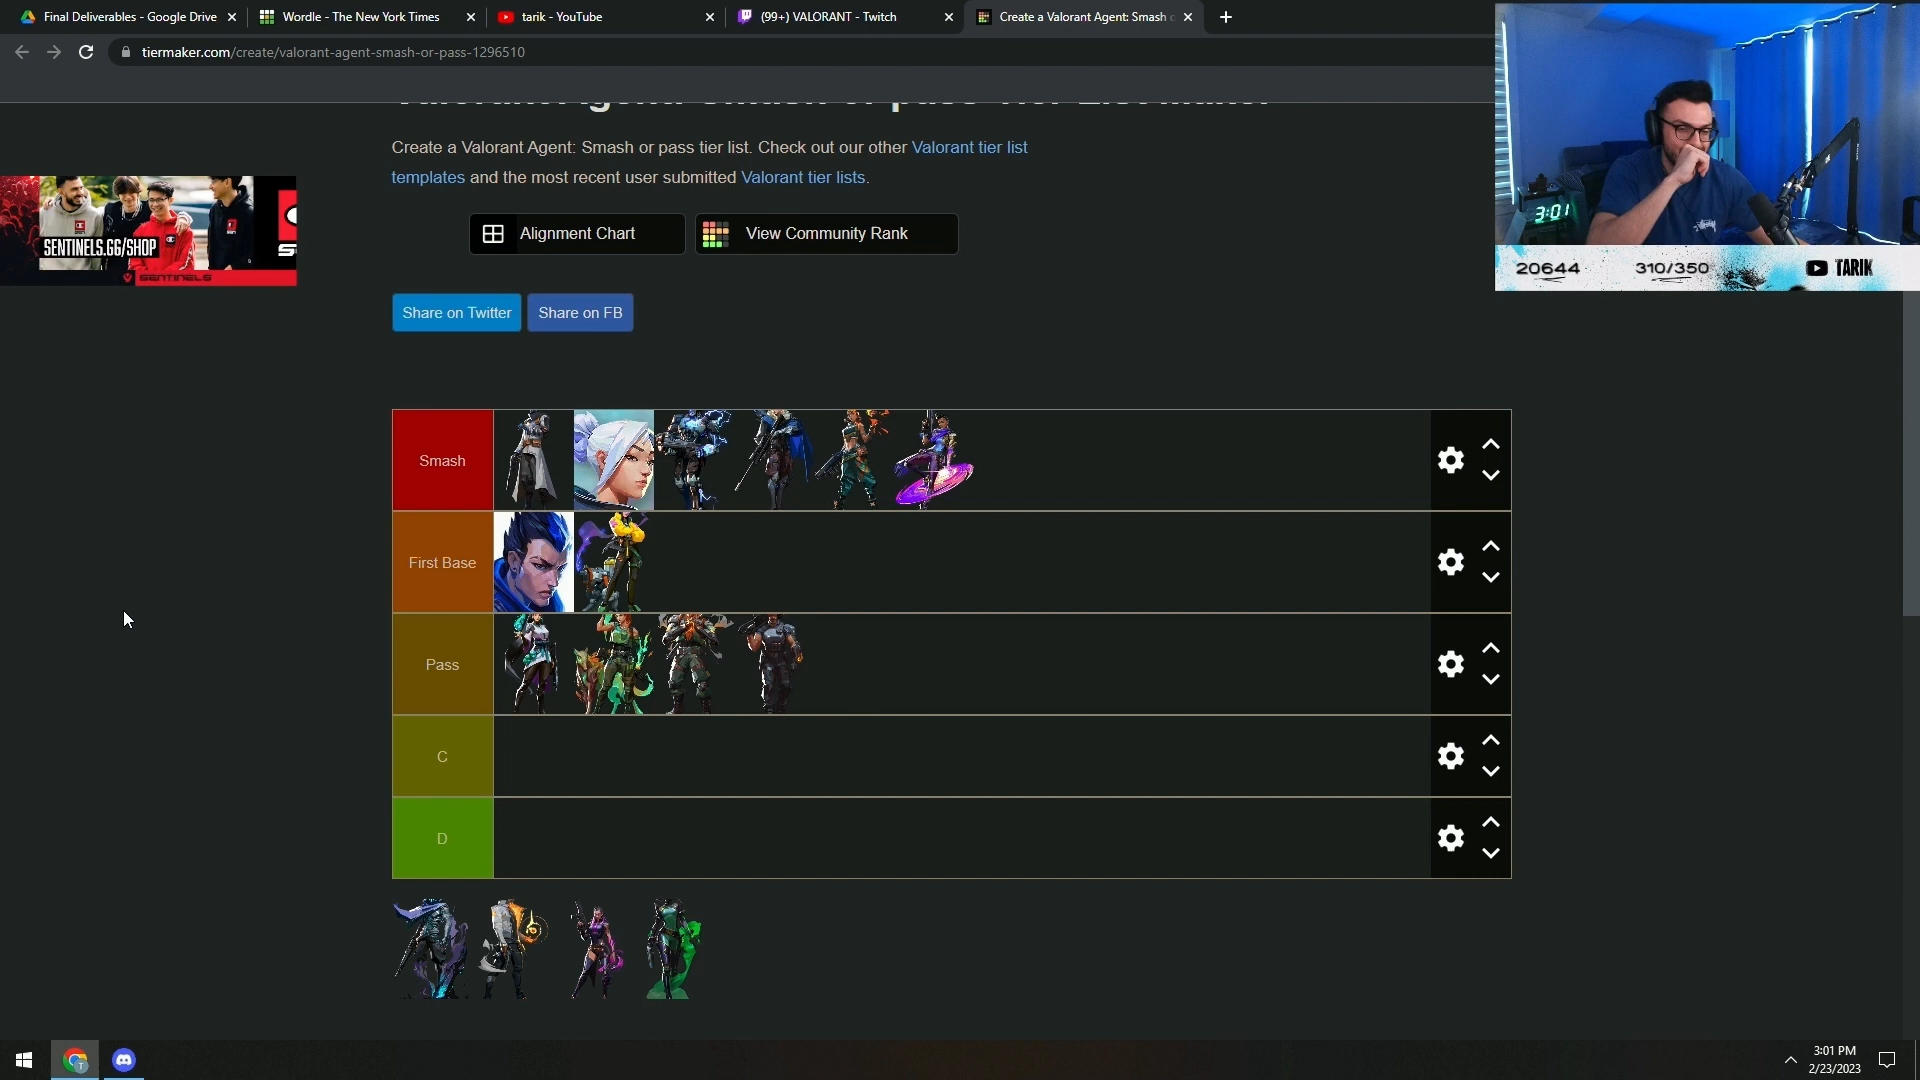 Final Deliverables - Google Drive
Wordle - The New York Times
tarik - YouTube
(99+) VALORANT - Twitch
Create a Valorant Agent: Smash
tiermaker.com/create/valorant-agent-smash-or-pass-1296510
Create a Valorant Agent: Smash or pass tier list. Check out our other Valorant tier list
templates and the most recent user submitted Valorant tier lists.
Alignment Chart
View Community Rank
Share on Twitter
Share on FB
SENTINELS.GG/SHOP
SENTINELS
3:01
20644
310/350
TARIK
Smash
First Base
Pass
C
D
3:01 PM
2/23/2023